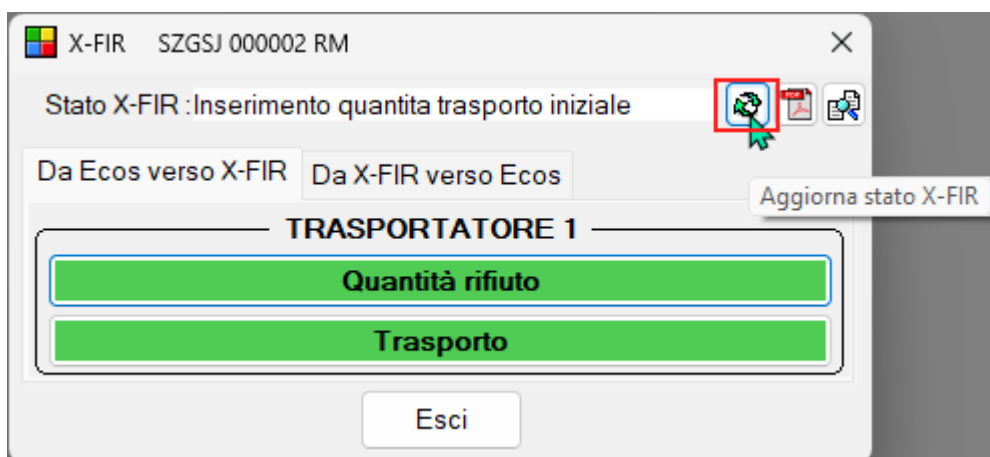 X-FIR SZGSJ 000002 RM
Stato X-FIR : Inserimento quantita trasporto iniziale
PDF
Da Ecos verso X-FIR Da X-FIR verso Ecos
Aggiorna stato X-FIR
TRASPORTATORE 1
Quantità rifiuto
Trasporto
Esci